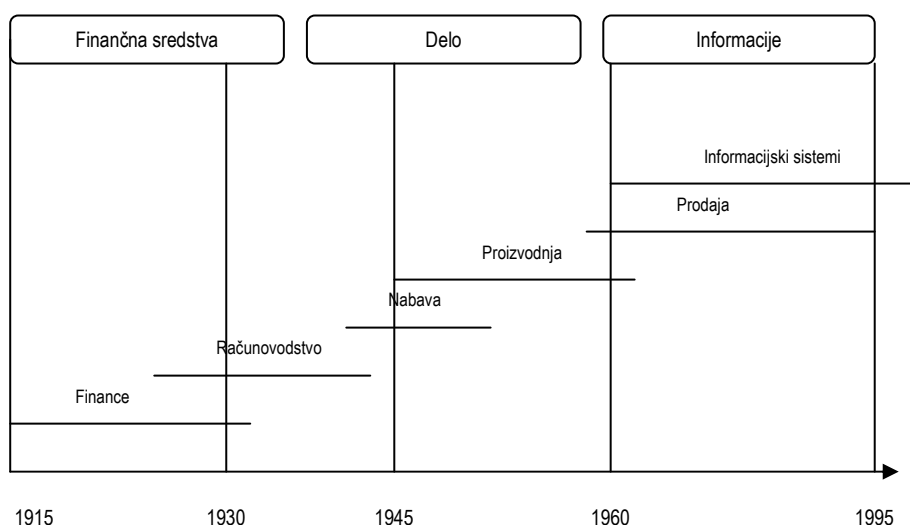 Finančna sredstva
Delo
Informacije
Informacijski sistemi
Prodaja
Proizvodnja
Nabava
Računovodstvo
Finance
1915
1930
1945
1960
1995